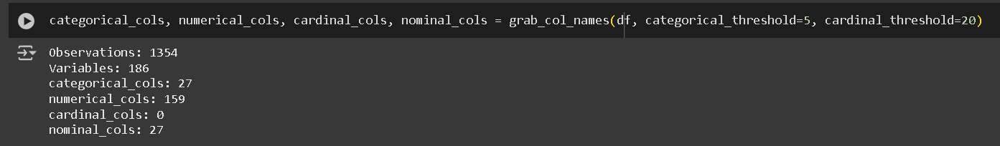 categorical_cols, numerical_cols, cardinal_cols, nominal_cols = grab_col_names(df, categorical_threshold=5, cardinal_threshold=20)
Observations: 1354
Variables: 186
categorical_cols: 27
numerical_cols: 159
cardinal_cols: 0
nominal_cols: 27